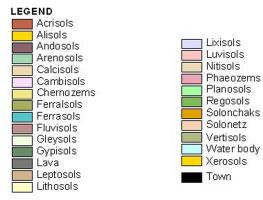 LEGEND
Acrisols
Alisols
Andosols
Arenosols
Calcisols
Cambisols
Chernozems
Ferralsols
Ferrasols
Fluvisols
Gleysols
Gypisols
Lava
Leptosols
Lithosols
Lixisols
Luvisols
Nitisols
Phaeozems
Planosols
Regosols
Solonchaks
Solonetz
Vertisols
Water body
Xerosols
Town